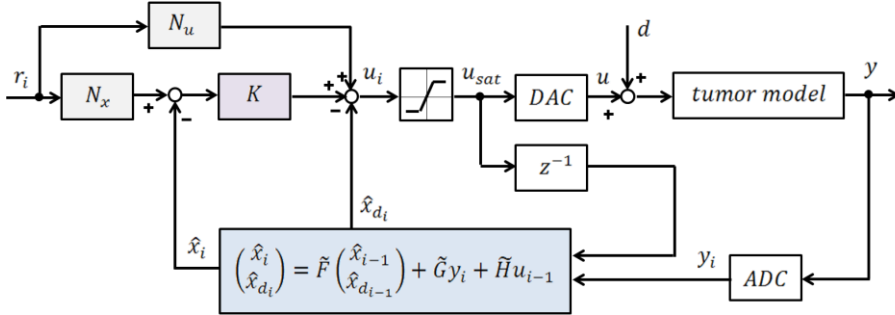 N_u
d
r_i
N_x
+
-
K
+
+
-
u_i
u_sat
DAC
u
+
+
tumor model
y
z^{-1}
x̂_{d_i}
x̂_i
(x̂_i / x̂_{d_i}) = F̃ (x̂_{i-1} / x̂_{d_{i-1}}) + G̃y_i + H̃u_{i-1}
y_i
ADC